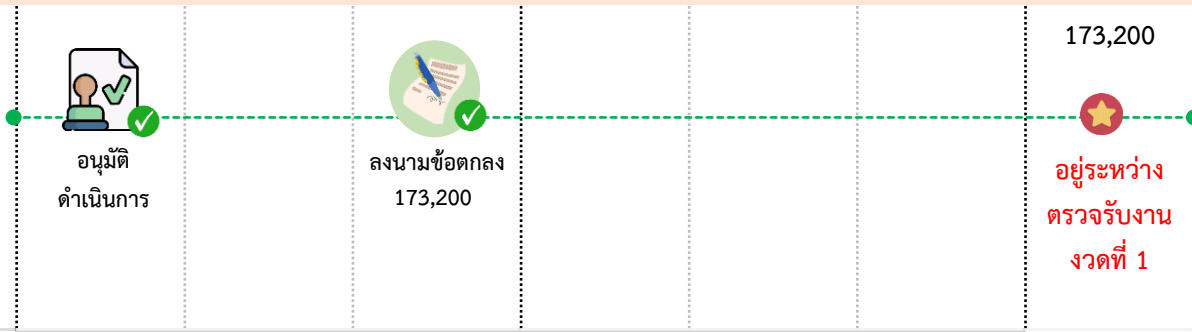 อนุมัติ
ดำเนินการ
ลงนามข้อตกลง
173,200
173,200
อยู่ระหว่าง
ตรวจรับงาน
งวดที่ 1